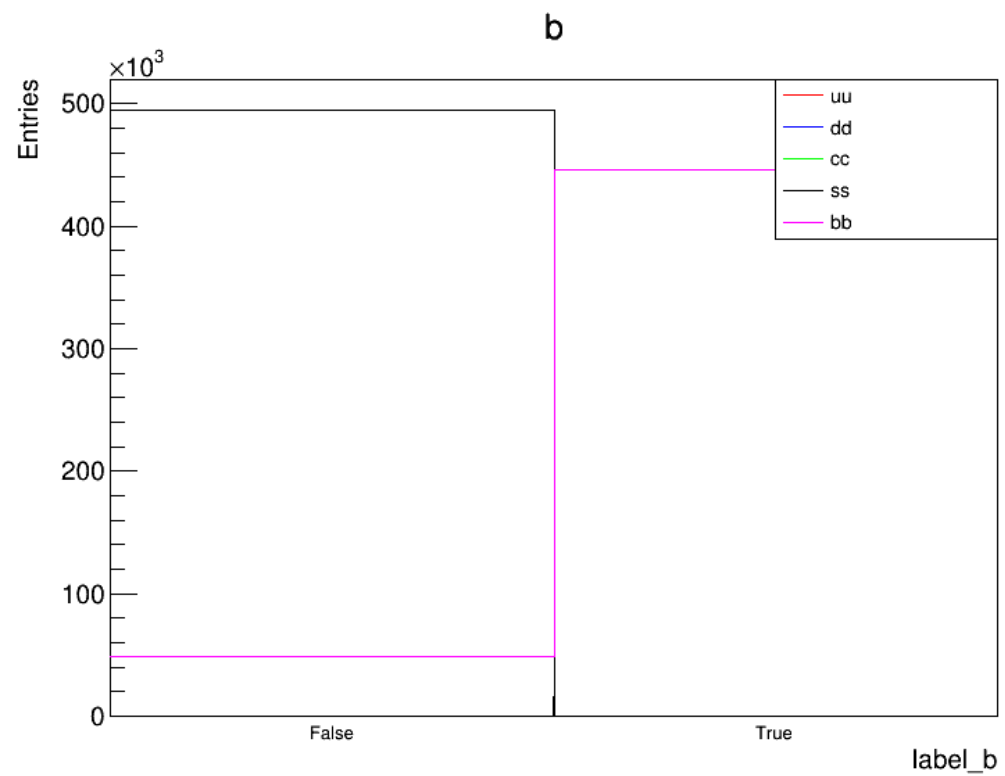 b
×10³
Entries
500
400
300
200
100
0
uu
dd
cc
ss
bb
False
True
label_b